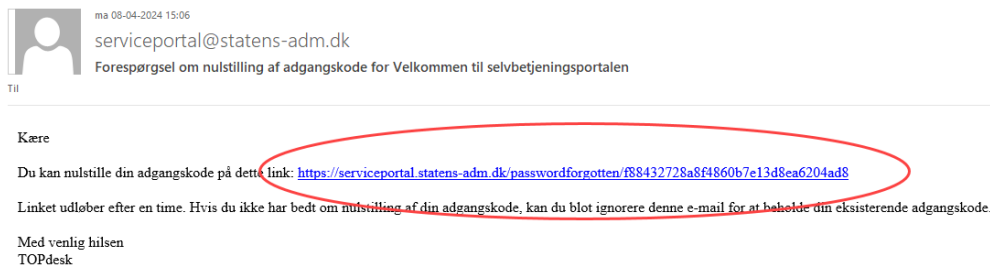 ma 08-04-2024 15:06
serviceportal@statens-adm.dk
Forespørgsel om nulstilling af adgangskode for Velkommen til selvbetjeningsportalen
Til
Kære
Du kan nulstille din adgangskode på dette link: https://serviceportal.statens-adm.dk/passwordforgotten/f88432728a8f4860b7e13d8ea6204ad8
Linket udløber efter en time. Hvis du ikke har bedt om nulstilling af din adgangskode, kan du blot ignorere denne e-mail for at beholde din eksisterende adgangskode.
Med venlig hilsen
TOPdesk